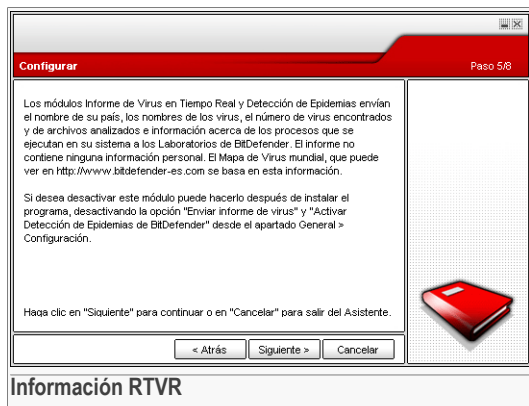 Configurar
Paso 5/8
Los módulos Informe de Virus en Tiempo Real y Detección de Epidemias envían
el nombre de su país, los nombres de los virus, el número de virus encontrados
y de archivos analizados e información acerca de los procesos que se
ejecutan en su sistema a los Laboratorios de BitDefender. El informe no
contiene ninguna información personal. El Mapa de Virus mundial, que puede
ver en http://www.bitdefender-es.com se basa en esta información.
Si desea desactivar este módulo puede hacerlo después de instalar el
programa, desactivando la opción "Enviar informe de virus" y "Activar
Detección de Epidemias de BitDefender" desde el apartado General >
Configuración.
Haga clic en "Siguiente" para continuar o en "Cancelar" para salir del Asistente.
< Atrás
Siguiente >
Cancelar
Información RTVR